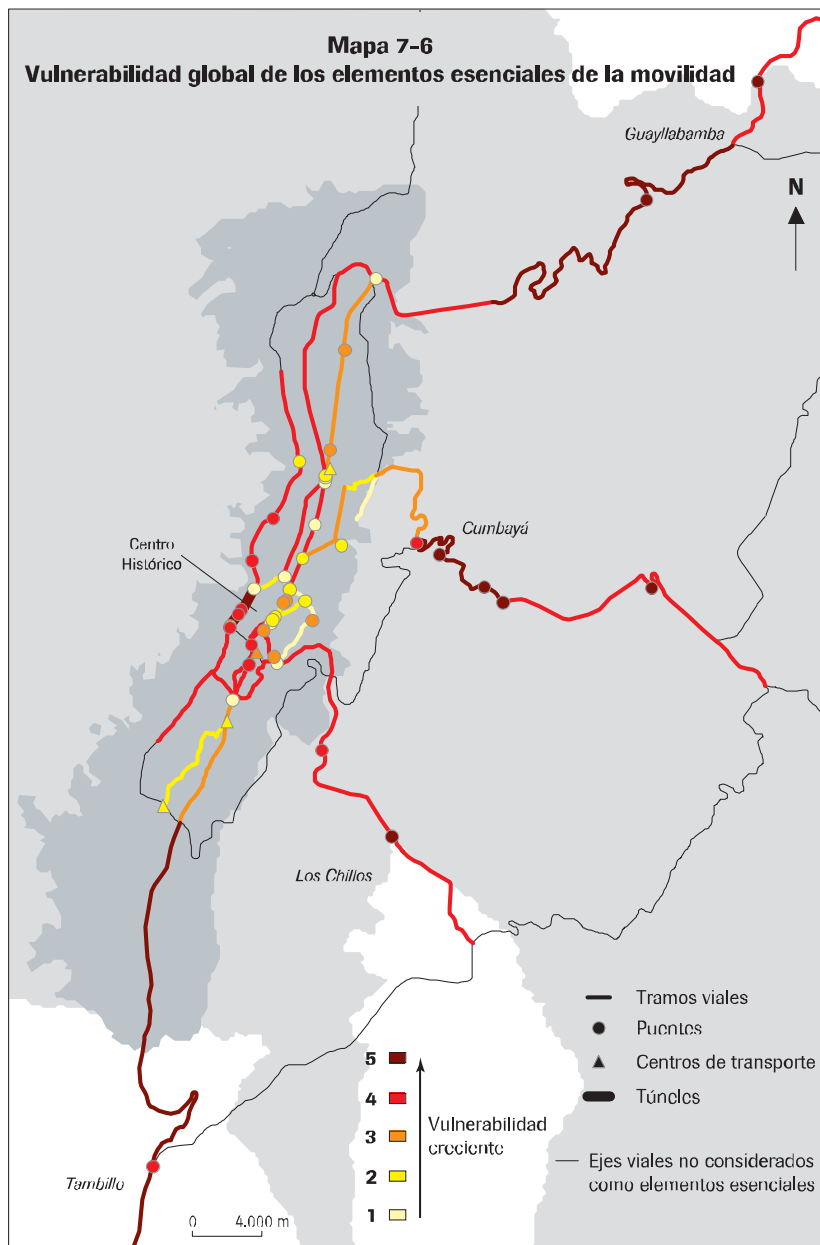 Mapa 7-6
Vulnerabilidad global de los elementos esenciales de la movilidad
Guayllabamba
N
Cumbayá
Centro
Histórico
Los Chillos
Tambillo
0 4.000 m
5
4
3
2
1
Vulnerabilidad
creciente
Tramos viales
Puentes
Centros de transporte
Túneles
Ejes viales no considerados
como elementos esenciales